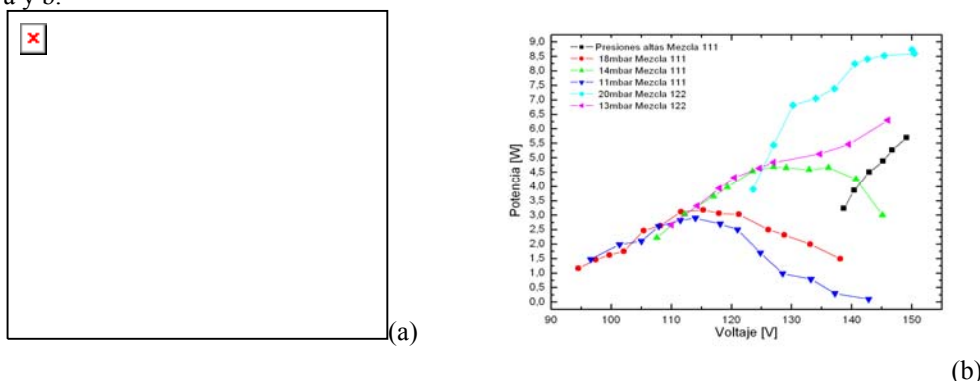 a y b.
(a)
9,0
8,5
8,0
7,5
7,0
6,5
6,0
5,5
5,0
4,5
4,0
3,5
3,0
2,5
2,0
1,5
1,0
0,5
0,0
Potencia [W]
Presiones altas Mezcla 111
18mbar Mezcla 111
14mbar Mezcla 111
11mbar Mezcla 111
20mbar Mezcla 122
13mbar Mezcla 122
90 100 110 120 130 140 150
Voltaje [V]
(b)